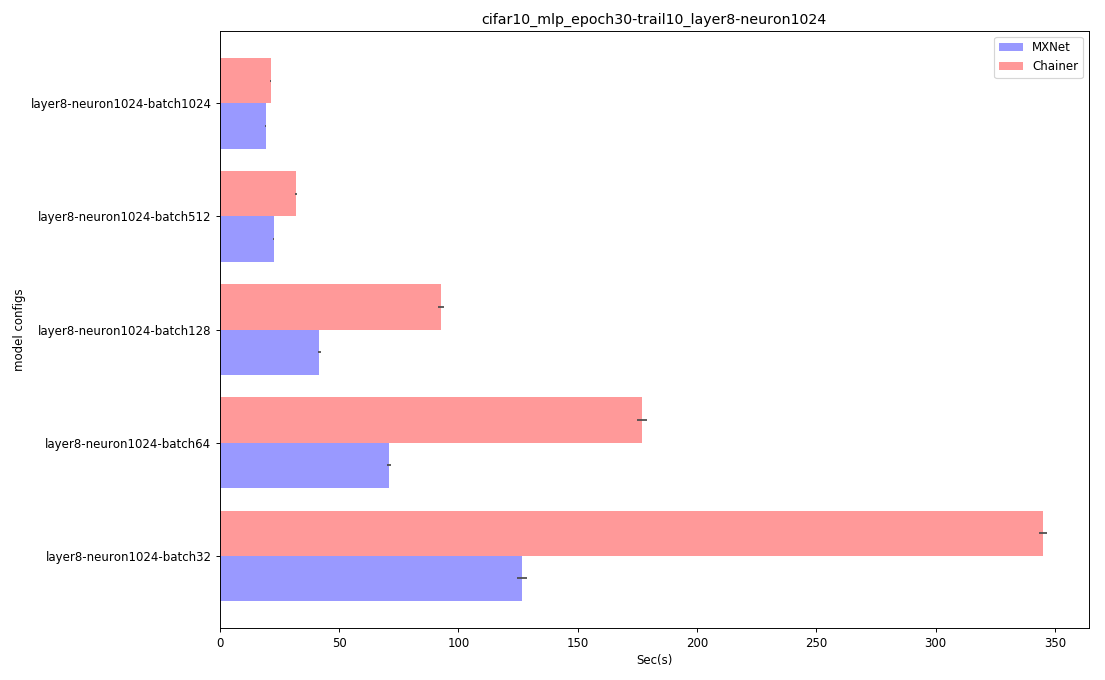 cifar10_mlp_epoch30-trail10_layer8-neuron1024
MXNet
Chainer
layer8-neuron1024-batch1024
layer8-neuron1024-batch512
layer8-neuron1024-batch128
layer8-neuron1024-batch64
layer8-neuron1024-batch32
model configs
0 50 100 150 200 250 300 350
Sec(s)